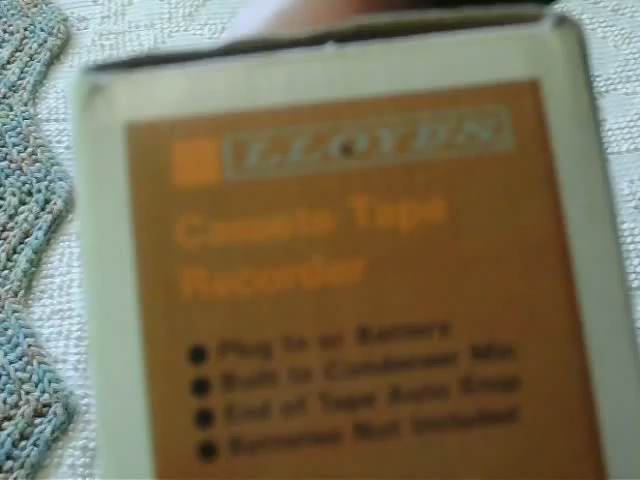 LLOYD'S
Cassette Tape
Recorder
Plug In or Battery
Built In Condenser Mic
End of Tape Auto Stop
Batteries Not Included